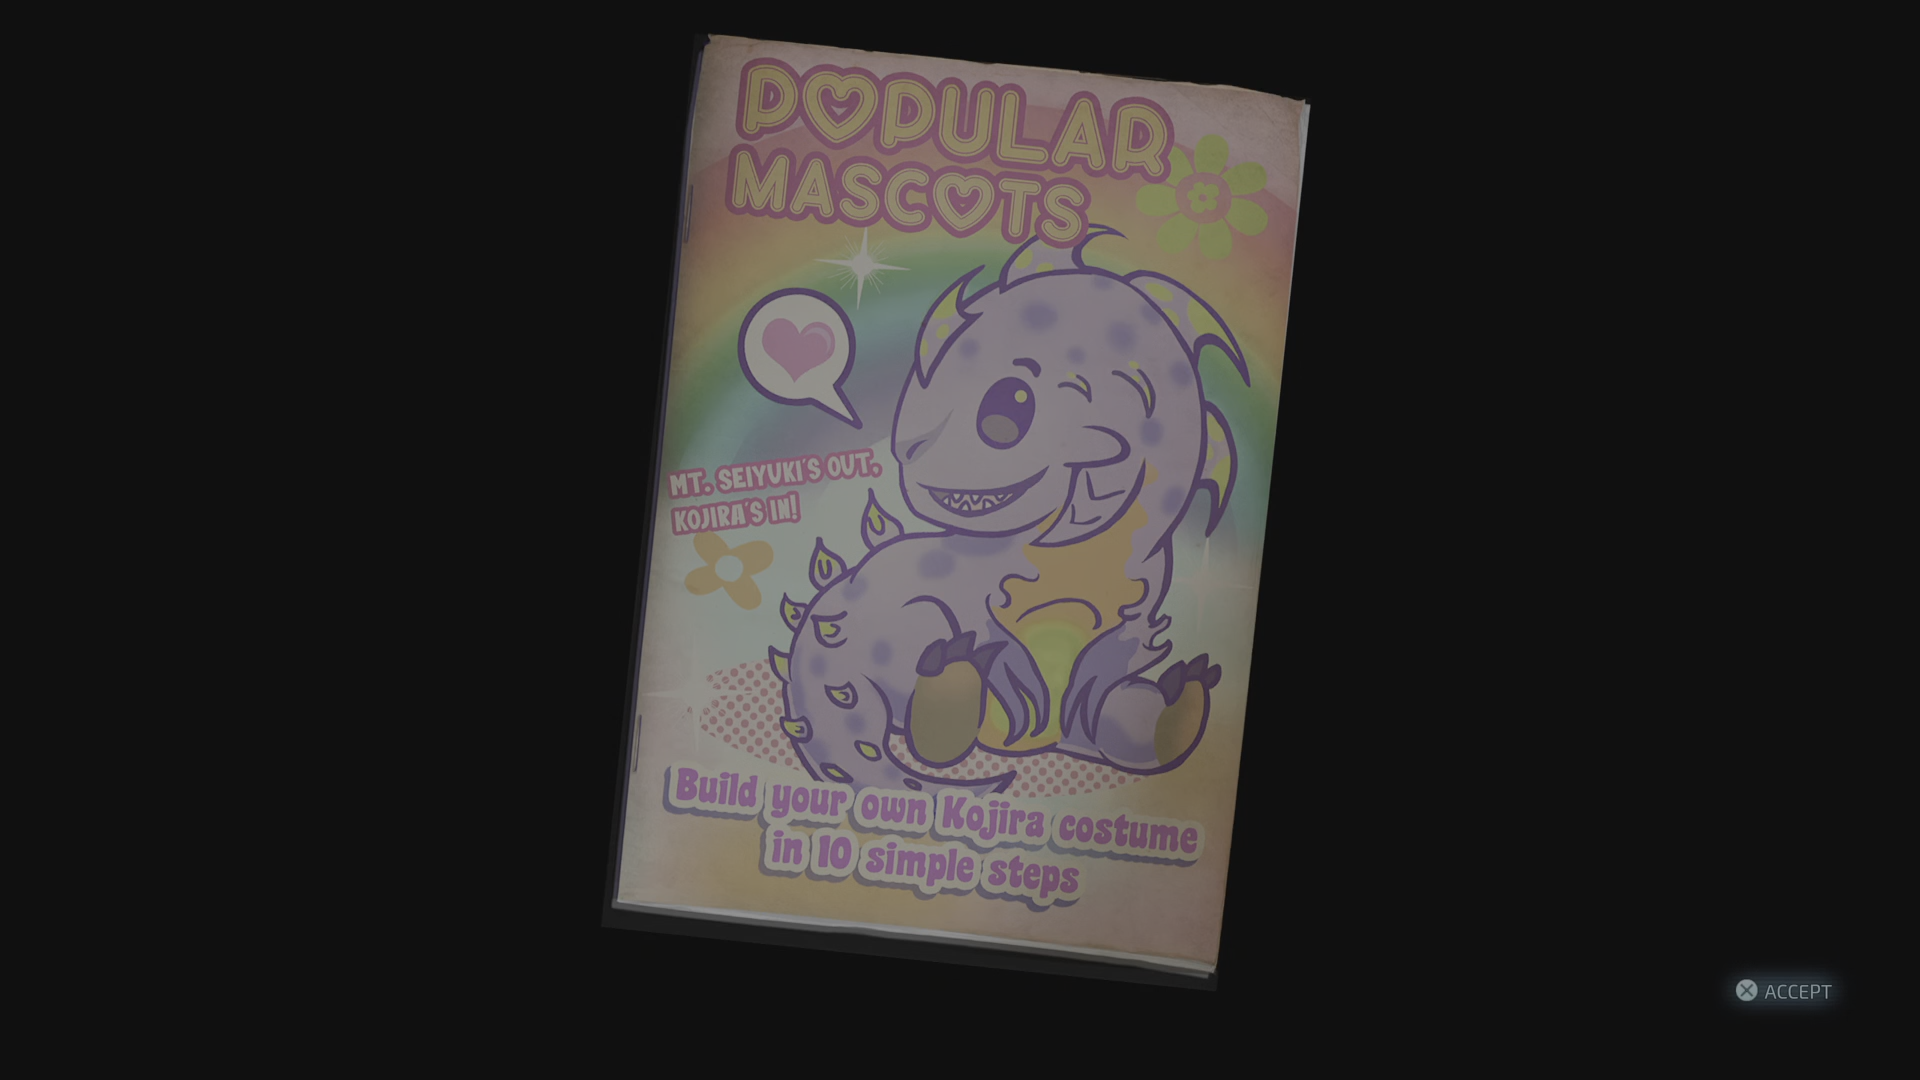 POPULAR
MASCOTS
MT. SEIYUKI'S OUT,
KOJIRA'S IN!
Build your own Kojira costume
in 10 simple steps
ACCEPT